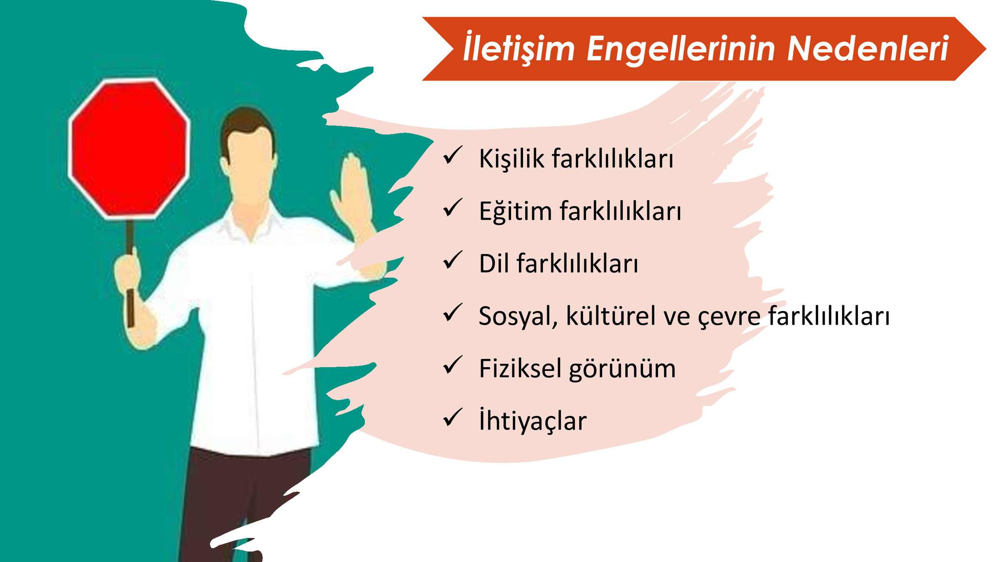 İletişim Engellerinin Nedenleri
✓ Kişilik farklılıkları
✓ Eğitim farklılıkları
✓ Dil farklılıkları
✓ Sosyal, kültürel ve çevre farklılıkları
✓ Fiziksel görünüm
✓ İhtiyaçlar